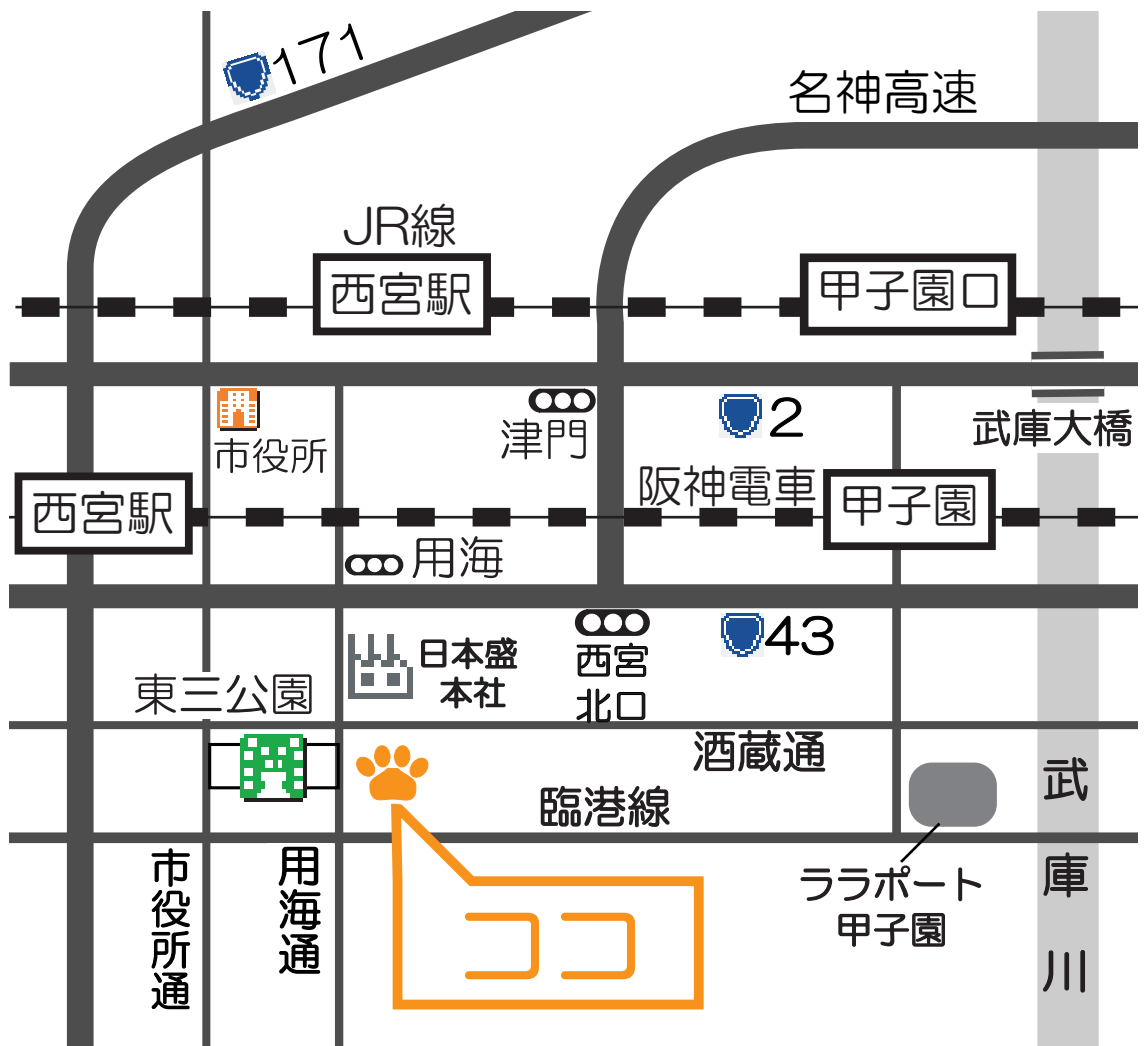 171
名神高速
JR線
西宮駅
甲子園口
市役所
津門
2
武庫大橋
西宮駅
阪神電車
甲子園
用海
43
日本盛
本社
西宮
北口
東三公園
酒蔵通
臨港線
武庫川
ララポート
甲子園
市役所通
用海通
ココ